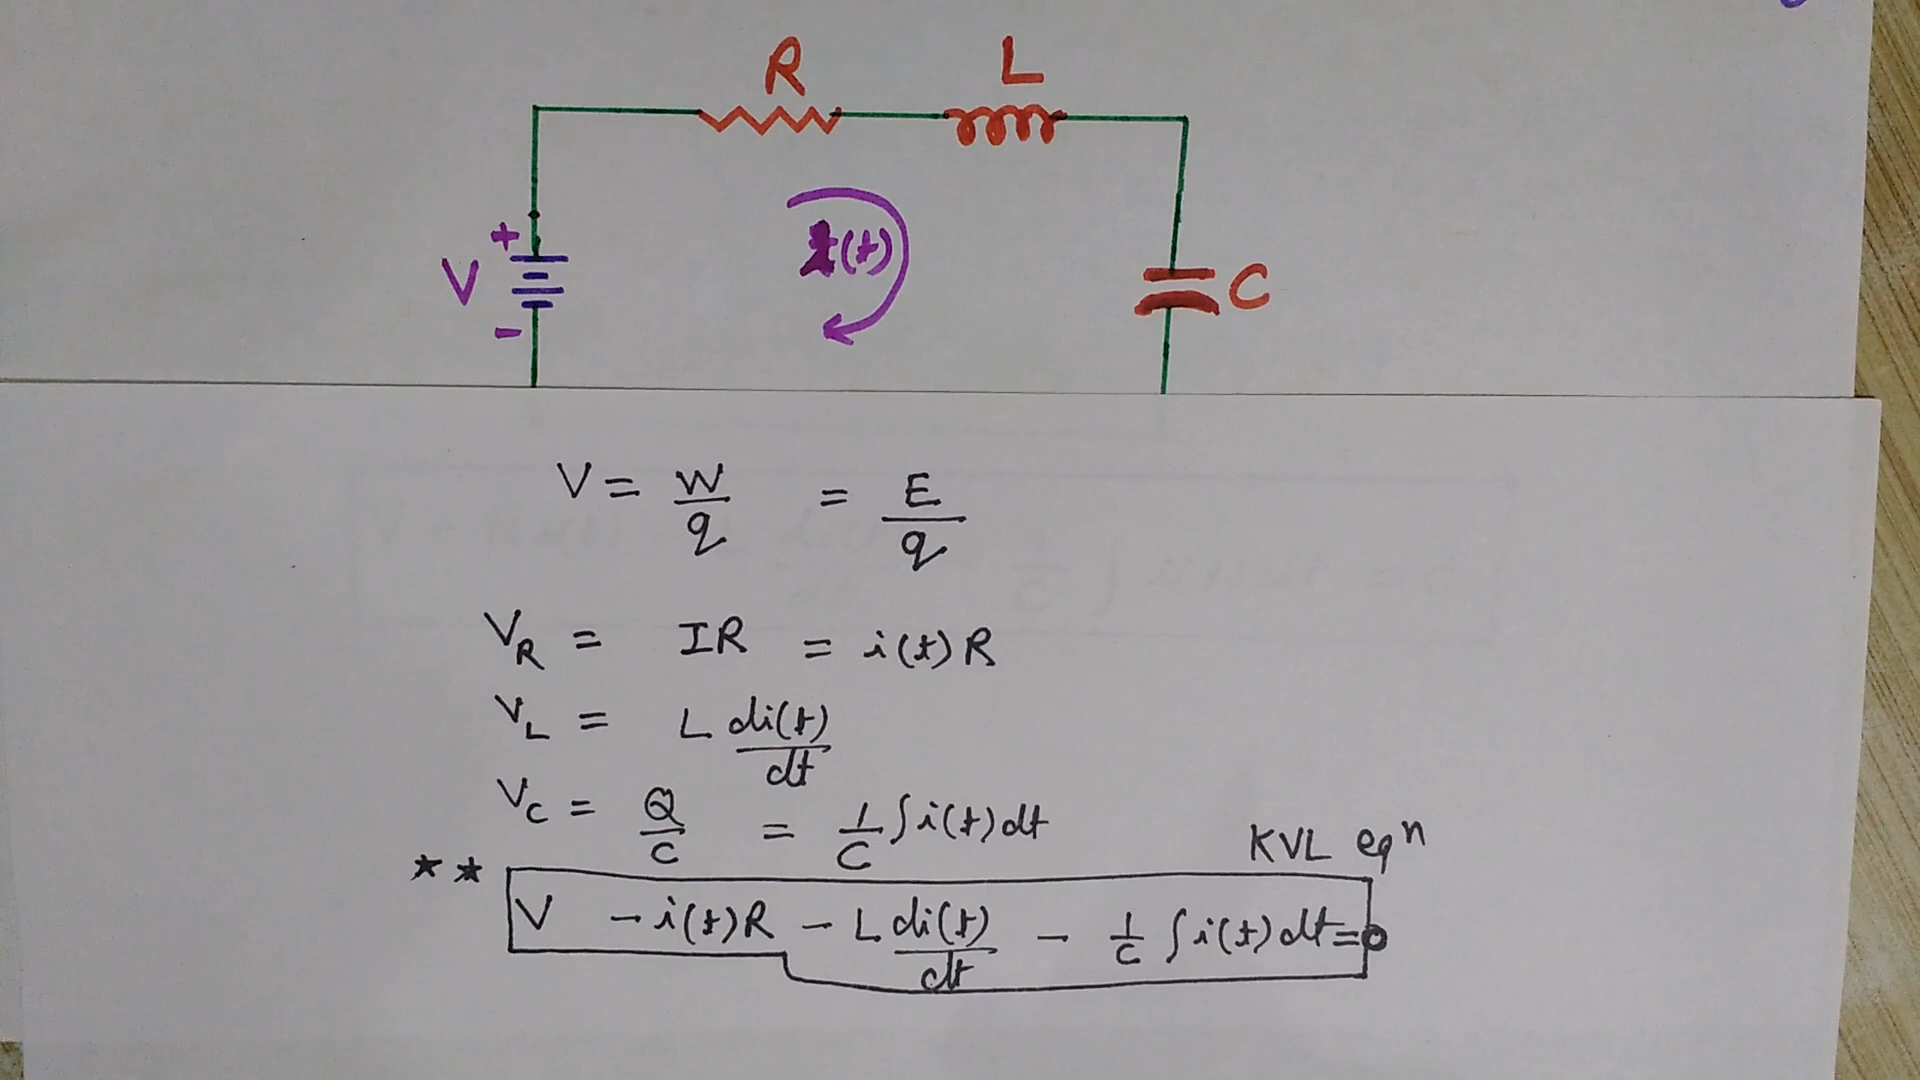 R L
+
V i(t) C
-
V = W/q = E/q
V_R = IR = i(t)R
V_L = L di(t)/dt
V_C = Q/C = 1/C ∫i(t)dt
KVL eqⁿ
** V - i(t)R - L di(t)/dt - 1/C ∫i(t)dt=0